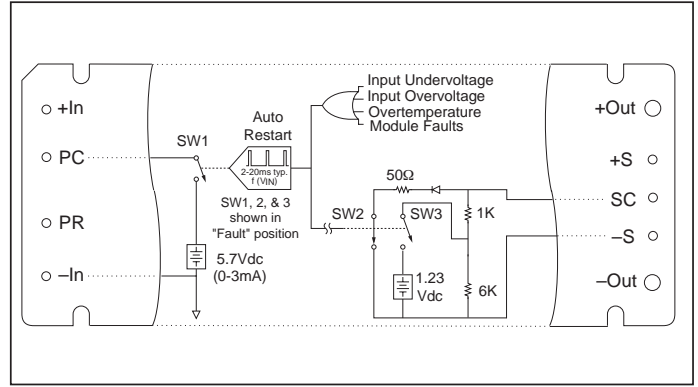 Input Undervoltage
Input Overvoltage
Overtemperature
Module Faults
+In
PC
PR
–In
SW1
Auto
Restart
2-20ms typ.
f (VIN)
SW1, 2, & 3
shown in
"Fault" position
5.7Vdc
(0-3mA)
50Ω
SW2
SW3
1K
1.23
Vdc
6K
+Out
+S
SC
–S
–Out